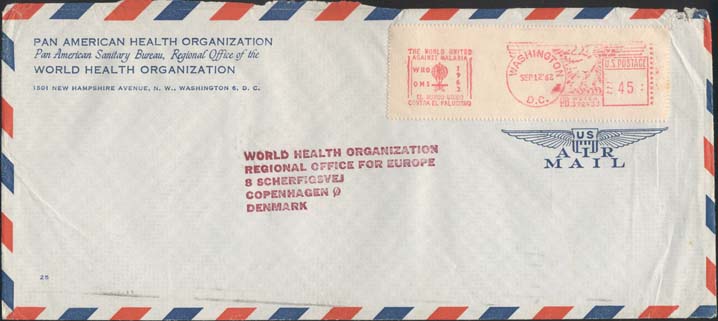 PAN AMERICAN HEALTH ORGANIZATION
Pan American Sanitary Bureau, Regional Office of the
WORLD HEALTH ORGANIZATION
1501 NEW HAMPSHIRE AVENUE, N. W., WASHINGTON 6, D. C.
THE WORLD UNITED
AGAINST MALARIA
WHO
OMS
1962
EL MUNDO UNIDO
CONTRA EL PALUDISMO
WASHINGTON
SEP 12'62
D.C.
U.S. POSTAGE
45
US
AIR
MAIL
WORLD HEALTH ORGANIZATION
REGIONAL OFFICE FOR EUROPE
8 SCHERFIGSVEJ
COPENHAGEN Ø
DENMARK
25